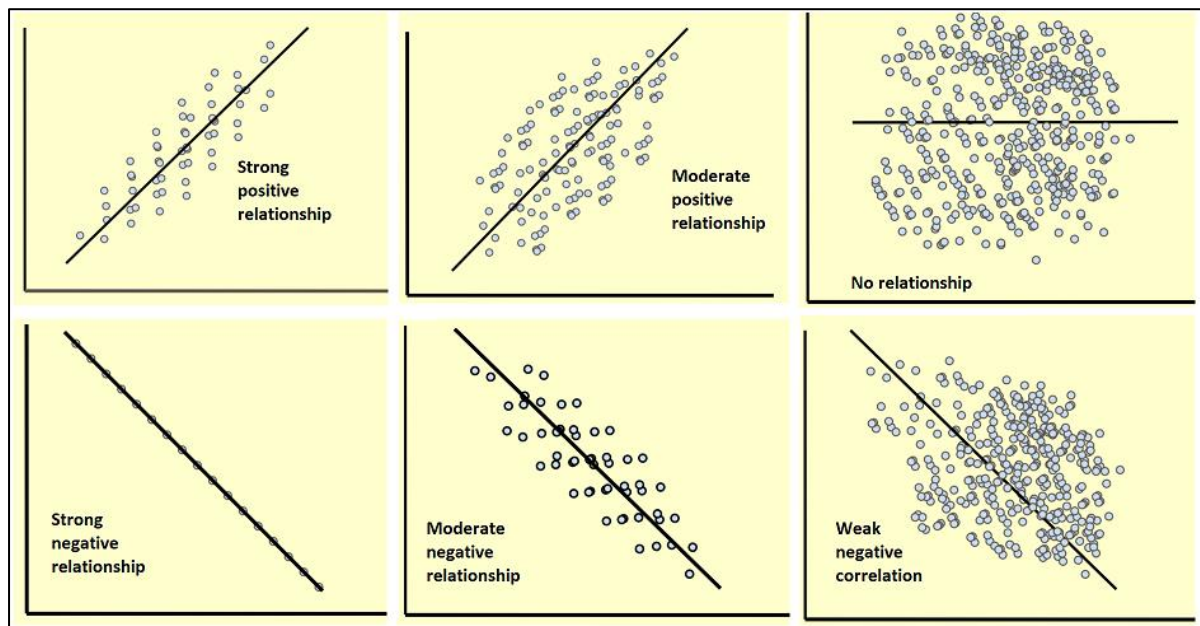 Strong
positive
relationship
Moderate
positive
relationship
No relationship
Strong
negative
relationship
Moderate
negative
relationship
Weak
negative
correlation